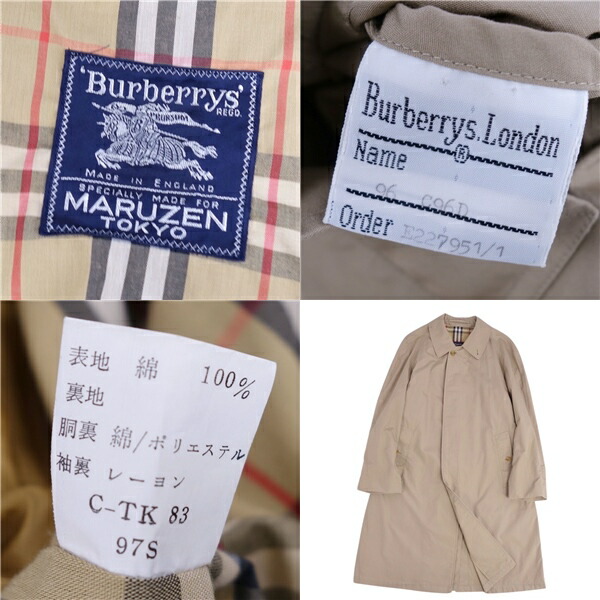 'Burberrys'
REGD.
MADE IN ENGLAND
SPECIALLY MADE FOR
MARUZEN
TOKYO
Burberrys.London
®
Name
96 C96D
Order E227951/1
表地 綿 100%
裏地
胴裏 綿/ポリエステル
袖裏 レーヨン
C-TK 83
97S